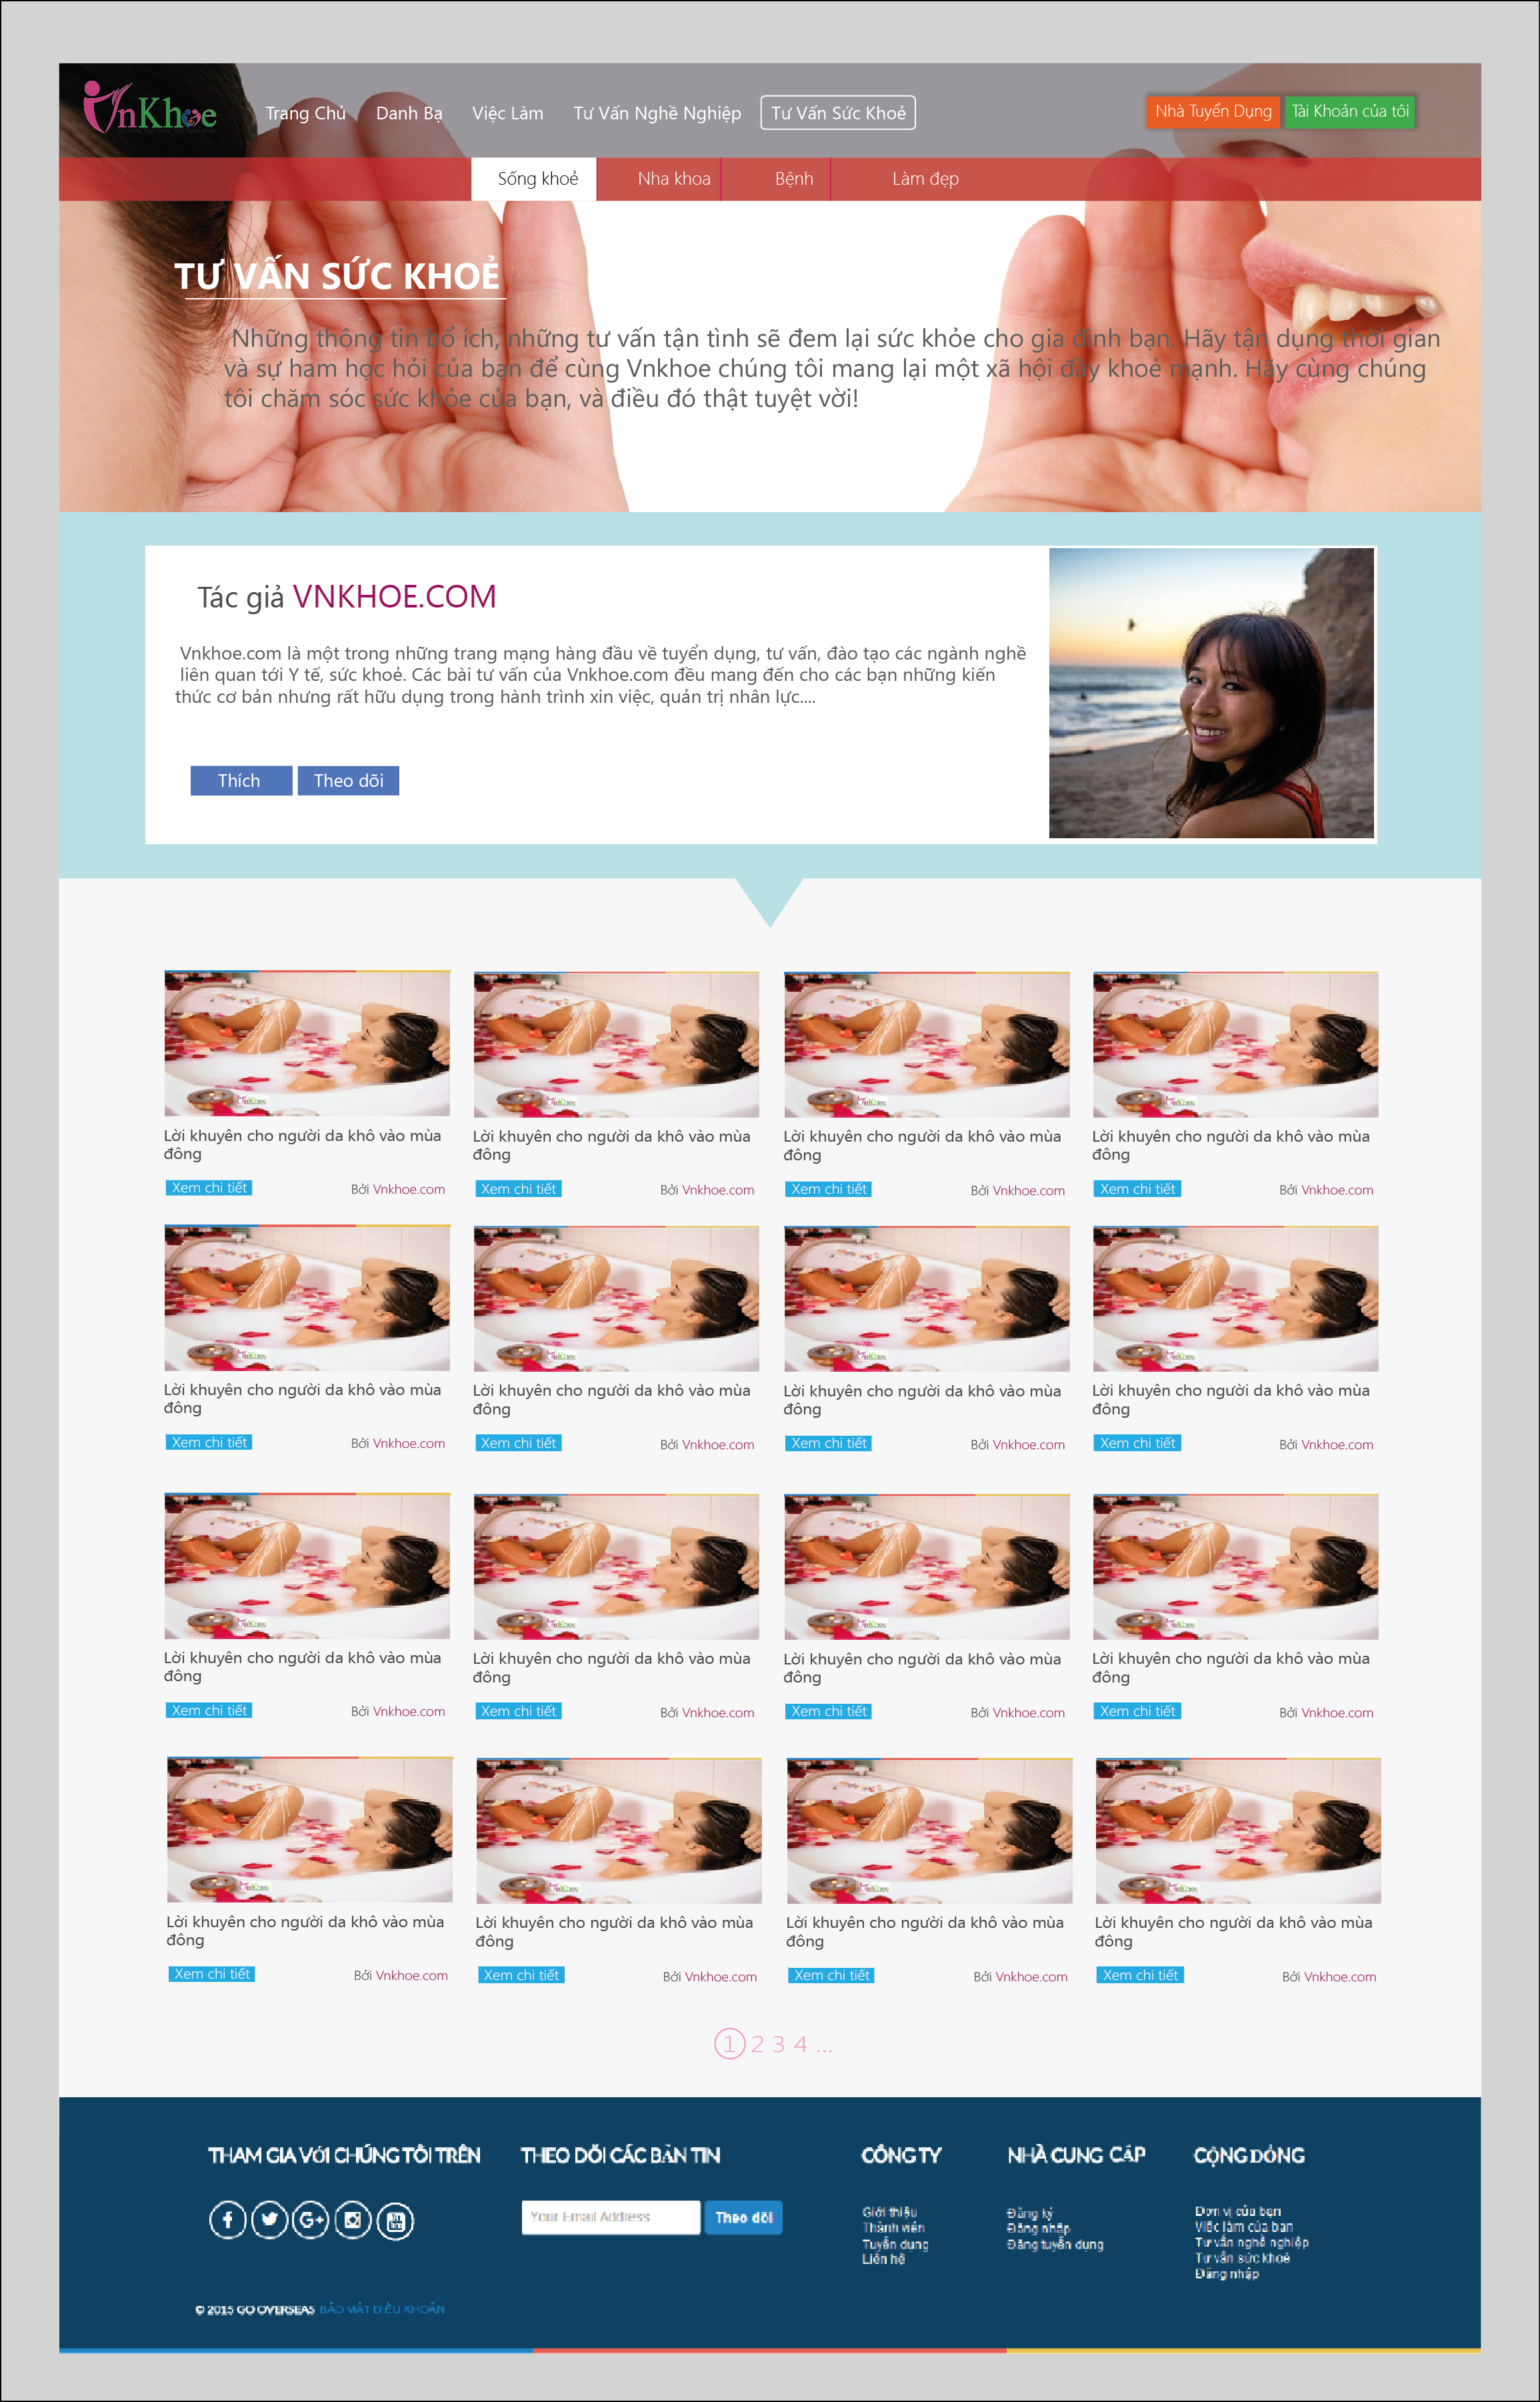 VnKhoe
Trang Chủ Danh Bạ Việc Làm Tư Vấn Nghề Nghiệp Tư Vấn Sức Khoẻ Nhà Tuyển Dụng Tài Khoản của tôi
Sống khoẻ Nha khoa Bệnh Làm đẹp
TƯ VẤN SỨC KHOẺ
Những thông tin bổ ích, những tư vấn tận tình sẽ đem lại sức khỏe cho gia đình bạn. Hãy tận dụng thời gian
và sự ham học hỏi của bạn để cùng Vnkhoe chúng tôi mang lại một xã hội đầy khoẻ mạnh. Hãy cùng chúng
tôi chăm sóc sức khỏe của bạn, và điều đó thật tuyệt vời!
Tác giả VNKHOE.COM
Vnkhoe.com là một trong những trang mạng hàng đầu về tuyển dụng, tư vấn, đào tạo các ngành nghề
liên quan tới Y tế, sức khoẻ. Các bài tư vấn của Vnkhoe.com đều mang đến cho các bạn những kiến
thức cơ bản nhưng rất hữu dụng trong hành trình xin việc, quản trị nhân lực....
Thích Theo dõi
Lời khuyên cho người da khô vào mùa
đông
Xem chi tiết Bởi Vnkhoe.com
Lời khuyên cho người da khô vào mùa
đông
Xem chi tiết Bởi Vnkhoe.com
Lời khuyên cho người da khô vào mùa
đông
Xem chi tiết Bởi Vnkhoe.com
Lời khuyên cho người da khô vào mùa
đông
Xem chi tiết Bởi Vnkhoe.com
Lời khuyên cho người da khô vào mùa
đông
Xem chi tiết Bởi Vnkhoe.com
Lời khuyên cho người da khô vào mùa
đông
Xem chi tiết Bởi Vnkhoe.com
Lời khuyên cho người da khô vào mùa
đông
Xem chi tiết Bởi Vnkhoe.com
Lời khuyên cho người da khô vào mùa
đông
Xem chi tiết Bởi Vnkhoe.com
Lời khuyên cho người da khô vào mùa
đông
Xem chi tiết Bởi Vnkhoe.com
Lời khuyên cho người da khô vào mùa
đông
Xem chi tiết Bởi Vnkhoe.com
Lời khuyên cho người da khô vào mùa
đông
Xem chi tiết Bởi Vnkhoe.com
Lời khuyên cho người da khô vào mùa
đông
Xem chi tiết Bởi Vnkhoe.com
Lời khuyên cho người da khô vào mùa
đông
Xem chi tiết Bởi Vnkhoe.com
Lời khuyên cho người da khô vào mùa
đông
Xem chi tiết Bởi Vnkhoe.com
Lời khuyên cho người da khô vào mùa
đông
Xem chi tiết Bởi Vnkhoe.com
Lời khuyên cho người da khô vào mùa
đông
Xem chi tiết Bởi Vnkhoe.com
1 2 3 4 ...
THAM GIA VỚI CHÚNG TÔI TRÊN
THEO DÕI CÁC BẢN TIN
Your Email Address Theo dõi
CÔNG TY
Giới thiệu
Thành viên
Tuyển dụng
Liên hệ
NHÀ CUNG CẤP
Đăng ký
Đăng nhập
Đăng tuyển dụng
CỘNG ĐỒNG
Đơn vị của bạn
Việc làm của bạn
Tư vấn nghề nghiệp
Tư vấn sức khoẻ
Đăng nhập
© 2015 GO OVERSEAS BẢO MẬT ĐIỀU KHOẢN